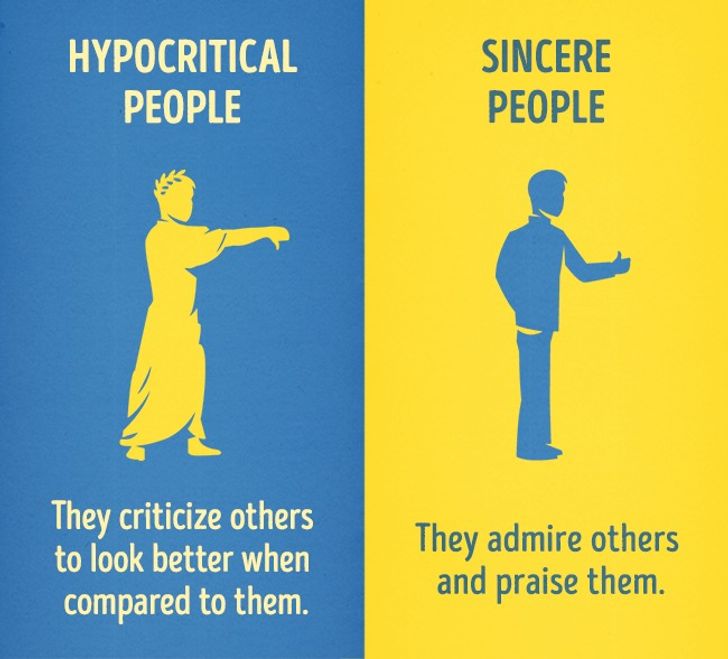 HYPOCRITICAL
PEOPLE
They criticize others
to look better when
compared to them.
SINCERE
PEOPLE
They admire others
and praise them.